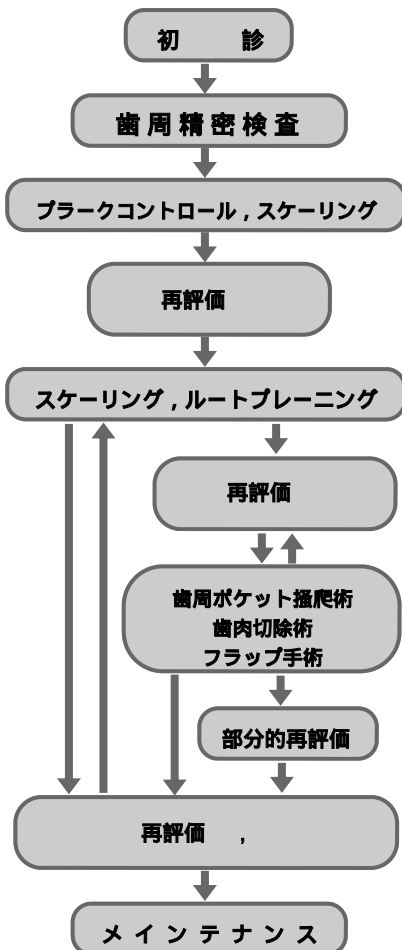 初 診
歯周精密検査
プラークコントロール，スケーリング
再評価
スケーリング，ルートプレーニング
再評価
歯周ポケット掻爬術
歯肉切除術
フラップ手術
部分的再評価
再評価 ，
メインテナンス